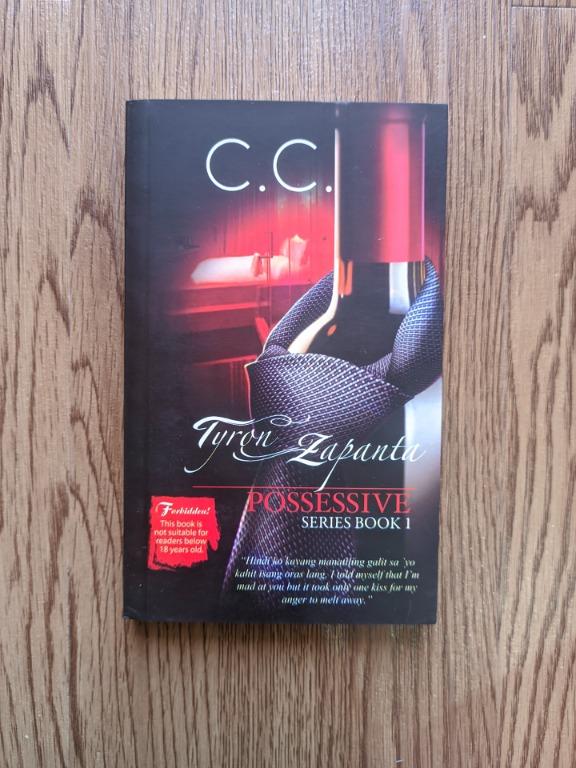 C.C.
Tyron Zapanta
POSSESSIVE
SERIES BOOK 1
Forbidden!
This book is
not suitable for
readers below
18 years old.
"Hindi ko kayang manatiling galit sa 'yo
kahit isang oras lang. I told myself that I'm
mad at you but it took only one kiss for my
anger to melt away."